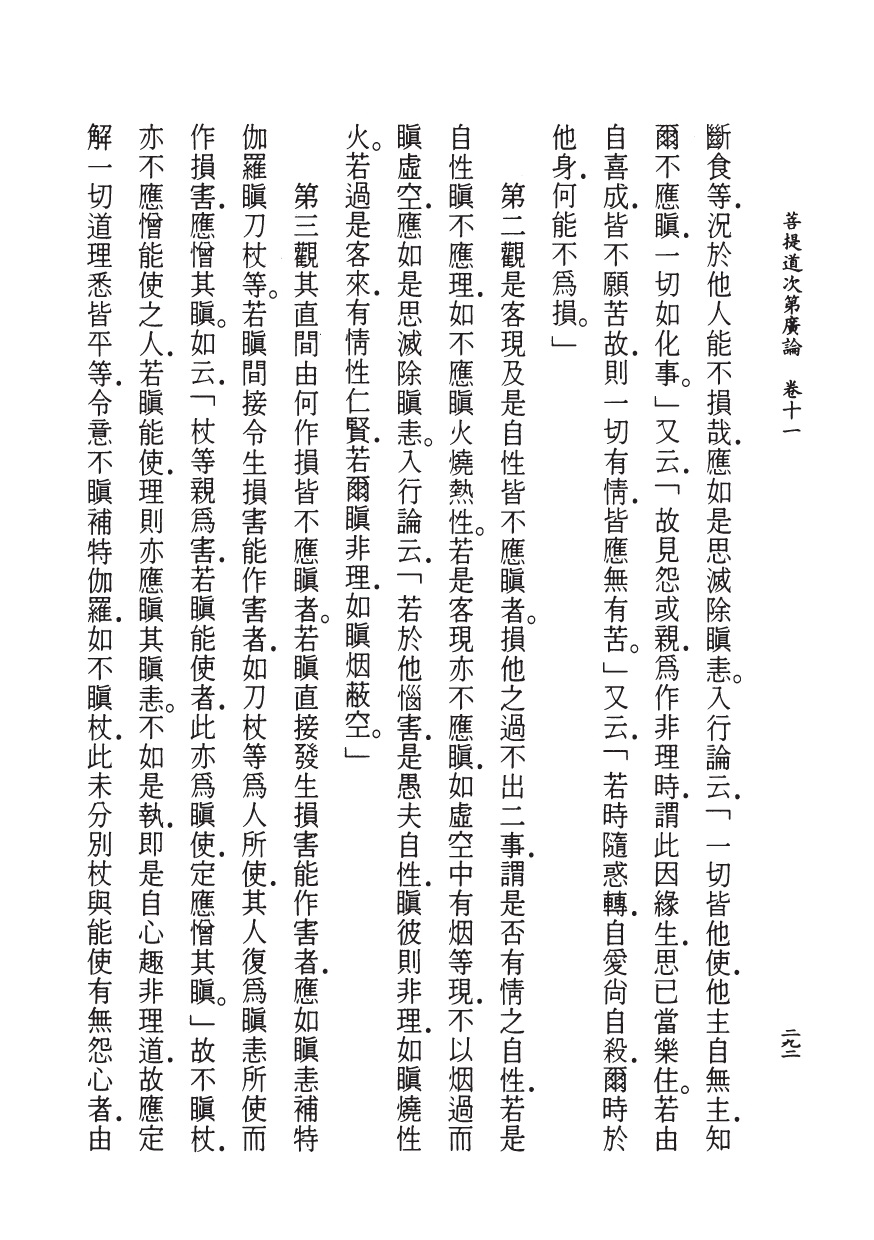 菩提道次第廣論　卷十一
二九二
斷食等．況於他人能不損哉．應如是思滅除瞋恚。入行論云．「一切皆他使．他主自無主．知
爾不應瞋．一切如化事。」又云．「故見怨或親．爲作非理時．謂此因緣生．思已當樂住。若由
自喜成．皆不願苦故．則一切有情．皆應無有苦。」又云．「若時隨惑轉．自愛尙自殺．爾時於
他身．何能不爲損。」
第二觀是客現及是自性皆不應瞋者。損他之過不出二事．謂是否有情之自性．若是
自性瞋不應理．如不應瞋火燒熱性。若是客現亦不應瞋．如虛空中有烟等現．不以烟過而
瞋虛空．應如是思滅除瞋恚。入行論云．「若於他惱害．是愚夫自性．瞋彼則非理．如瞋燒性
火。若過是客來．有情性仁賢．若爾瞋非理．如瞋烟蔽空。」
第三觀其直間由何作損皆不應瞋者。若瞋直接發生損害能作害者．應如瞋恚補特
伽羅瞋刀杖等。若瞋間接令生損害能作害者．如刀杖等爲人所使．其人復爲瞋恚所使而
作損害．應憎其瞋。如云．「杖等親爲害．若瞋能使者．此亦爲瞋使．定應憎其瞋。」故不瞋杖．
亦不應憎能使之人．若瞋能使．理則亦應瞋其瞋恚。不如是執．即是自心趣非理道．故應定
解一切道理悉皆平等．令意不瞋補特伽羅．如不瞋杖．此未分別杖與能使有無怨心者．由